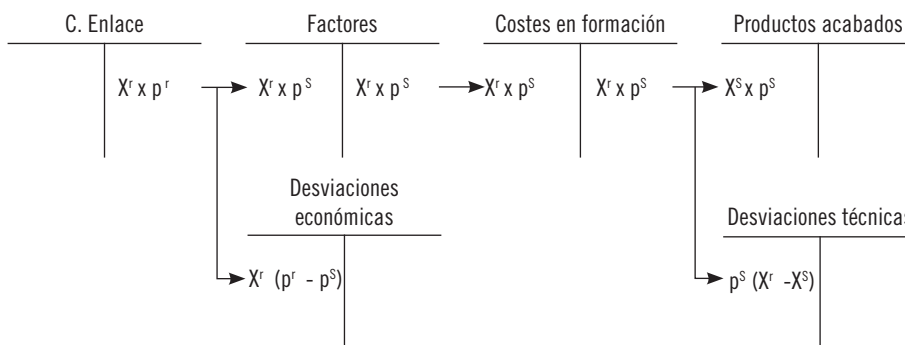 C. Enlace Factores Costes en formación Productos acabados
Xʳ x pʳ Xʳ x pˢ Xʳ x pˢ Xʳ x pˢ Xʳ x pˢ Xˢ x pˢ
Desviaciones
económicas
Desviaciones técnicas
Xʳ (pʳ - pˢ) pˢ (Xʳ -Xˢ)